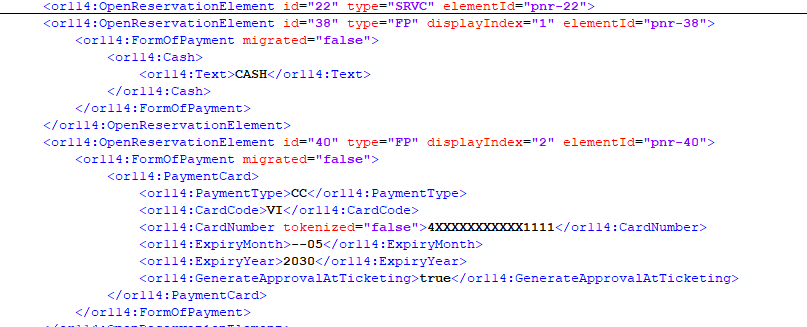 <or114:OpenReservationElement id="22" type="SRVC" elementId="pnr-22">
<or114:OpenReservationElement id="38" type="FP" displayIndex="1" elementId="pnr-38">
<or114:FormOfPayment migrated="false">
<or114:Cash>
<or114:Text>CASH</or114:Text>
</or114:Cash>
</or114:FormOfPayment>
</or114:OpenReservationElement>
<or114:OpenReservationElement id="40" type="FP" displayIndex="2" elementId="pnr-40">
<or114:FormOfPayment migrated="false">
<or114:PaymentCard>
<or114:PaymentType>CC</or114:PaymentType>
<or114:CardCode>VI</or114:CardCode>
<or114:CardNumber tokenized="false">4XXXXXXXXXXX1111</or114:CardNumber>
<or114:ExpiryMonth>--05</or114:ExpiryMonth>
<or114:ExpiryYear>2030</or114:ExpiryYear>
<or114:GenerateApprovalAtTicketing>true</or114:GenerateApprovalAtTicketing>
</or114:PaymentCard>
</or114:FormOfPayment>
</or114:OpenReservationElement>